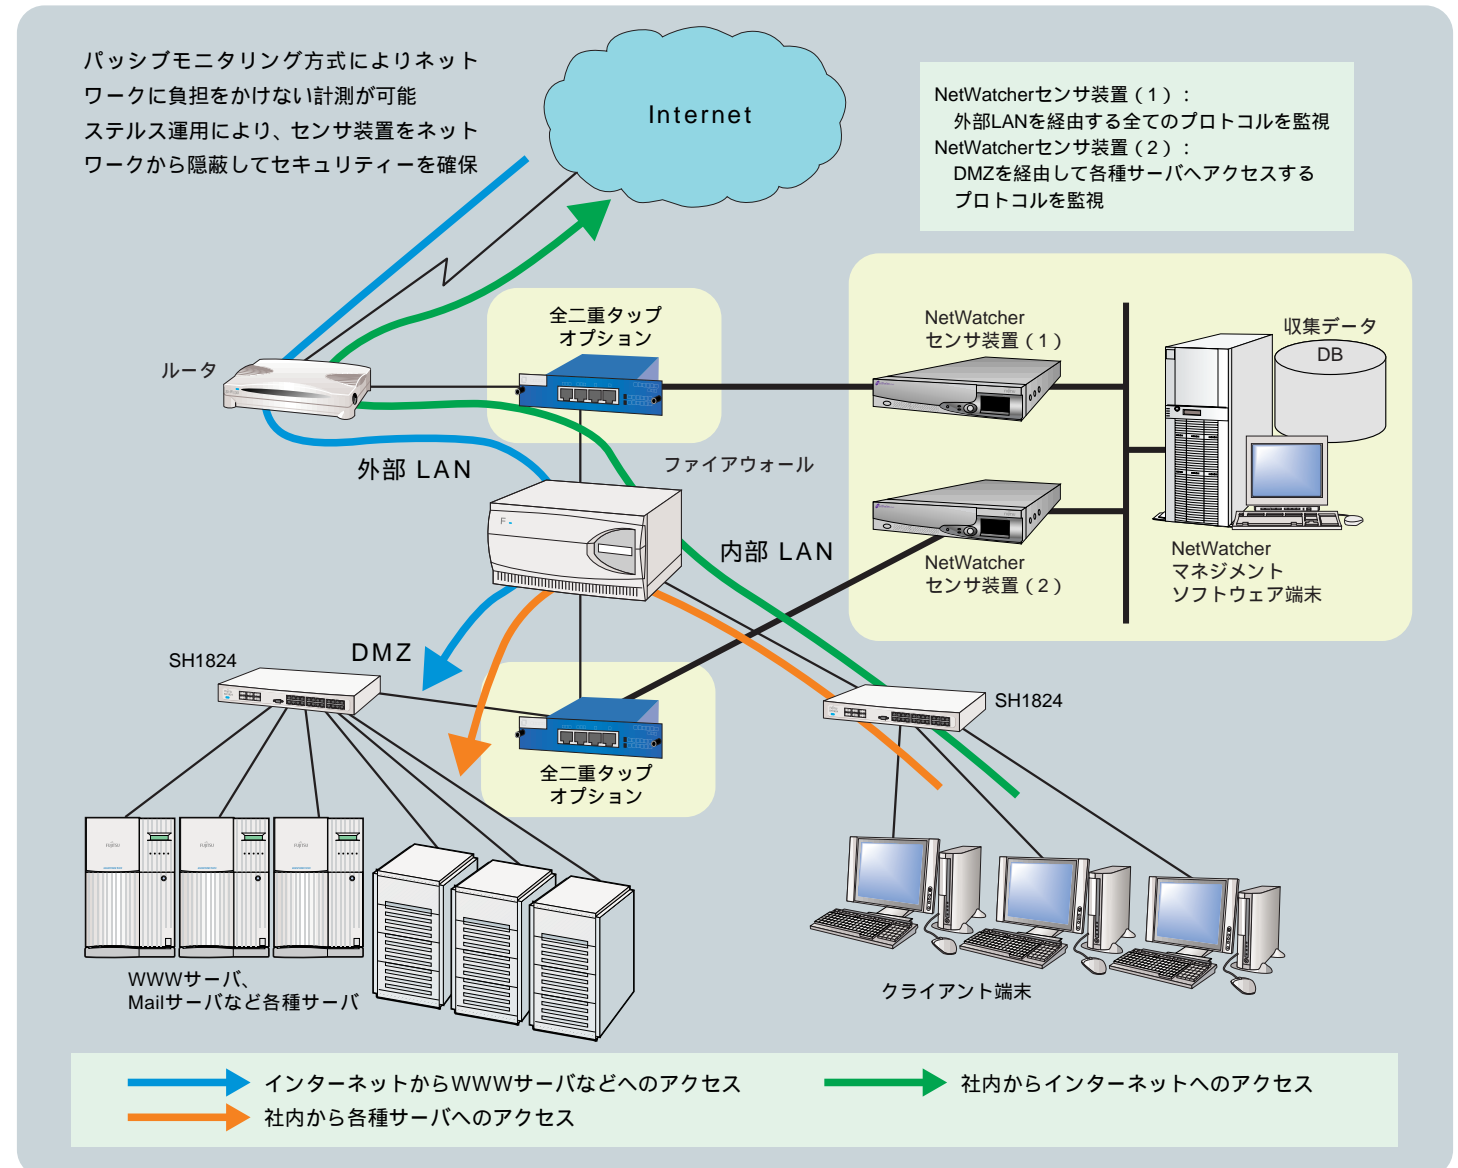 パッシブモニタリング方式によりネット
ワークに負担をかけない計測が可能
ステルス運用により、センサ装置をネット
ワークから隠蔽してセキュリティーを確保
Internet
NetWatcherセンサ装置（1）：
外部LANを経由する全てのプロトコルを監視
NetWatcherセンサ装置（2）：
DMZを経由して各種サーバへアクセスする
プロトコルを監視
全二重タップ
オプション
NetWatcher
センサ装置（1）
収集データ
DB
ルータ
外部 LAN
ファイアウォール
F
内部 LAN
NetWatcher
センサ装置（2）
NetWatcher
マネジメント
ソフトウェア端末
DMZ
SH1824
SH1824
全二重タップ
オプション
FUJITSU
FUJITSU
FUJITSU
WWWサーバ、
Mailサーバなど各種サーバ
クライアント端末
インターネットからWWWサーバなどへのアクセス
社内からインターネットへのアクセス
社内から各種サーバへのアクセス